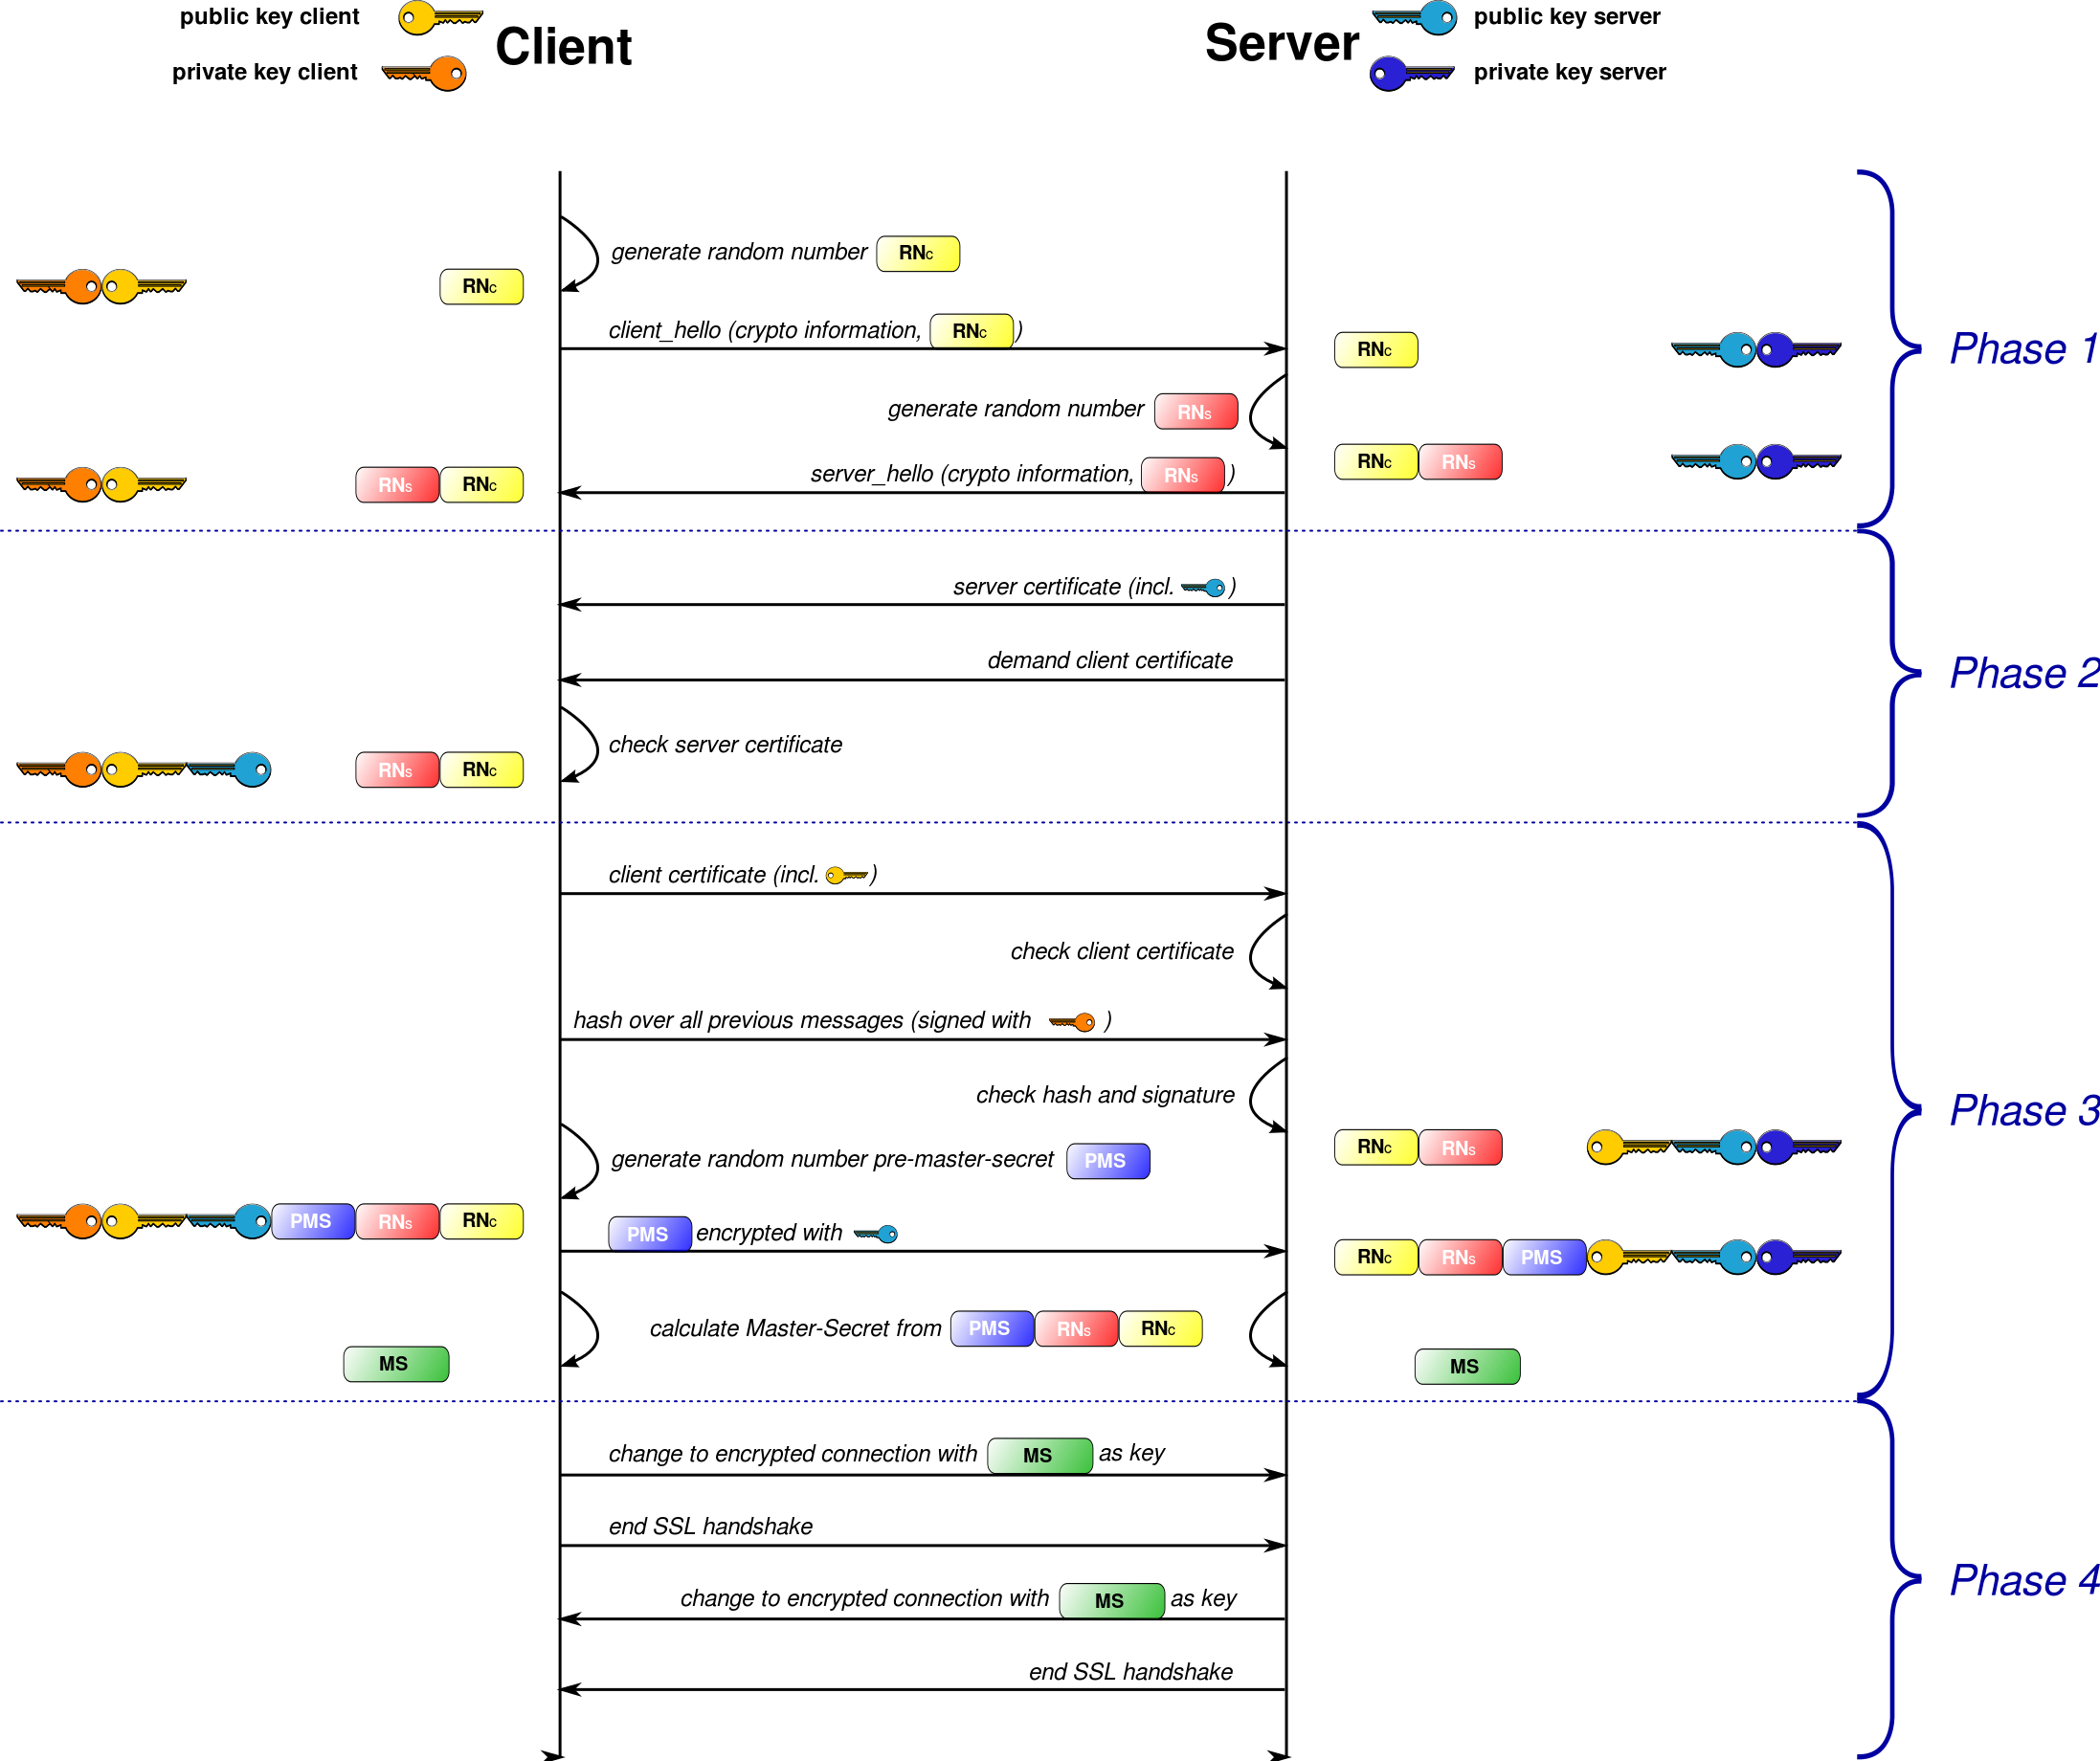 public key client
private key client
Client
Server
public key server
private key server
generate random number RNC
RNC
client_hello (crypto information, RNC )
RNC
Phase 1
generate random number RNS
RNC RNS
server_hello (crypto information, RNS )
RNS RNC
server certificate (incl. )
demand client certificate
Phase 2
check server certificate
RNS RNC
client certificate (incl. )
check client certificate
hash over all previous messages (signed with )
check hash and signature
Phase 3
RNC RNS
generate random number pre-master-secret PMS
PMS RNS RNC
PMS encrypted with
RNC RNS PMS
calculate Master-Secret from PMS RNS RNC
MS
MS
change to encrypted connection with MS as key
end SSL handshake
Phase 4
change to encrypted connection with MS as key
end SSL handshake